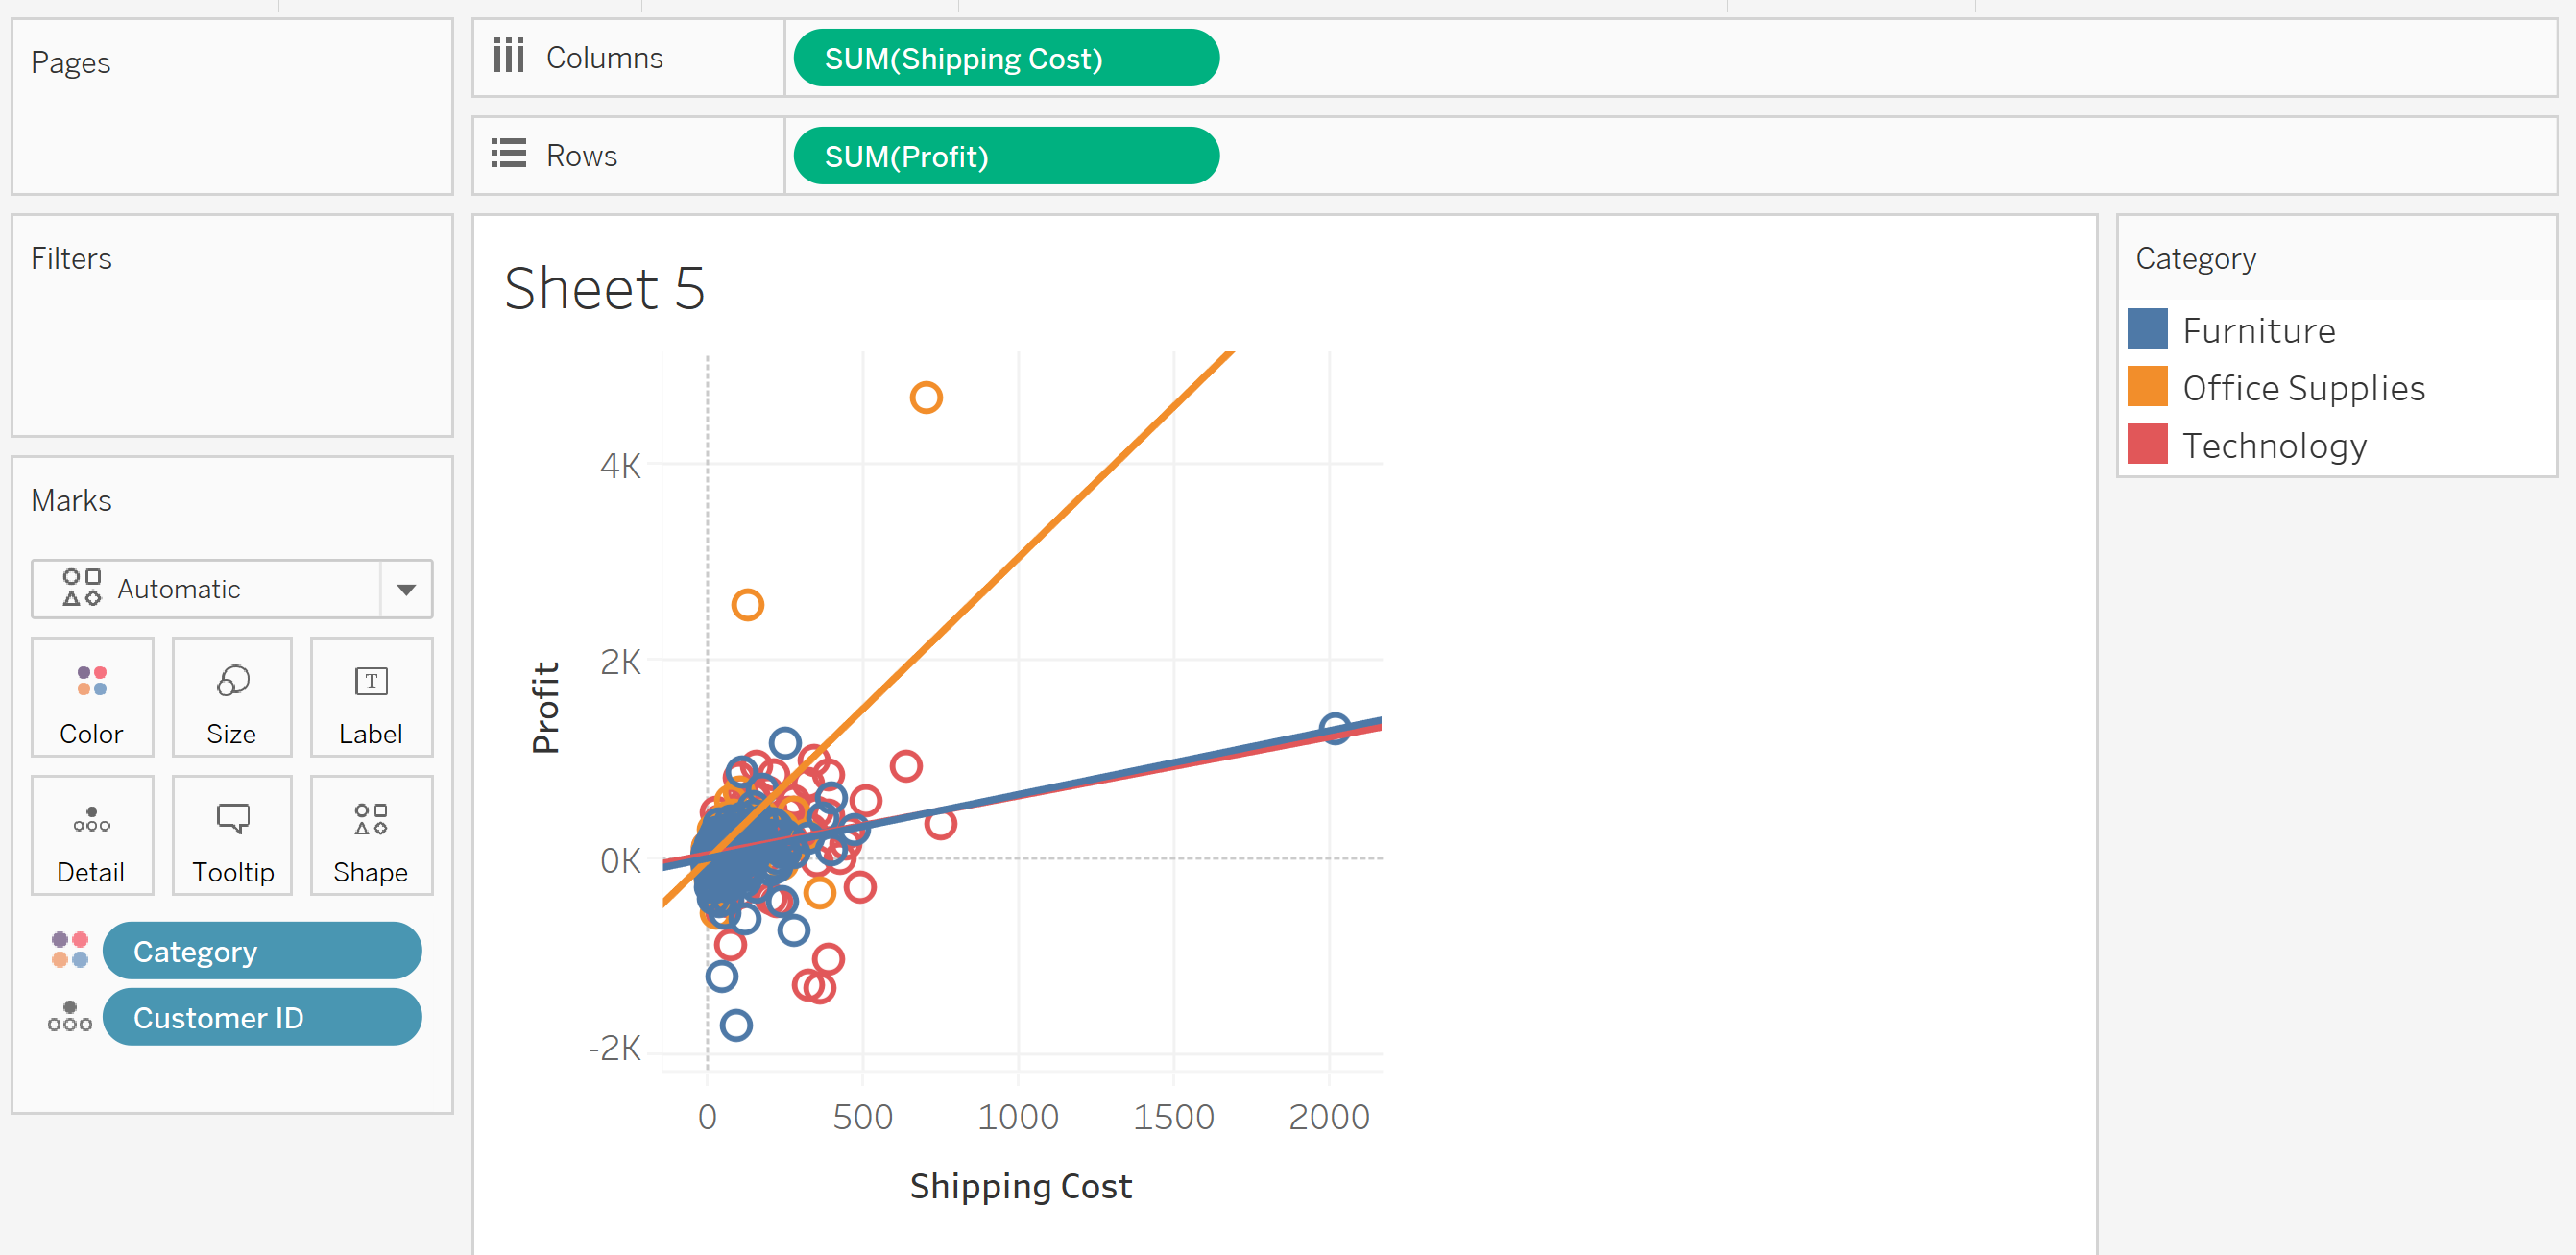 Pages
Columns
SUM(Shipping Cost)
Rows
SUM(Profit)
Filters
Marks
Automatic
Color
Size
T
Label
Detail
Tooltip
Shape
Category
Customer ID
Sheet 5
Profit
4K
2K
0K
-2K
0
500
1000
1500
2000
Shipping Cost
Category
Furniture
Office Supplies
Technology